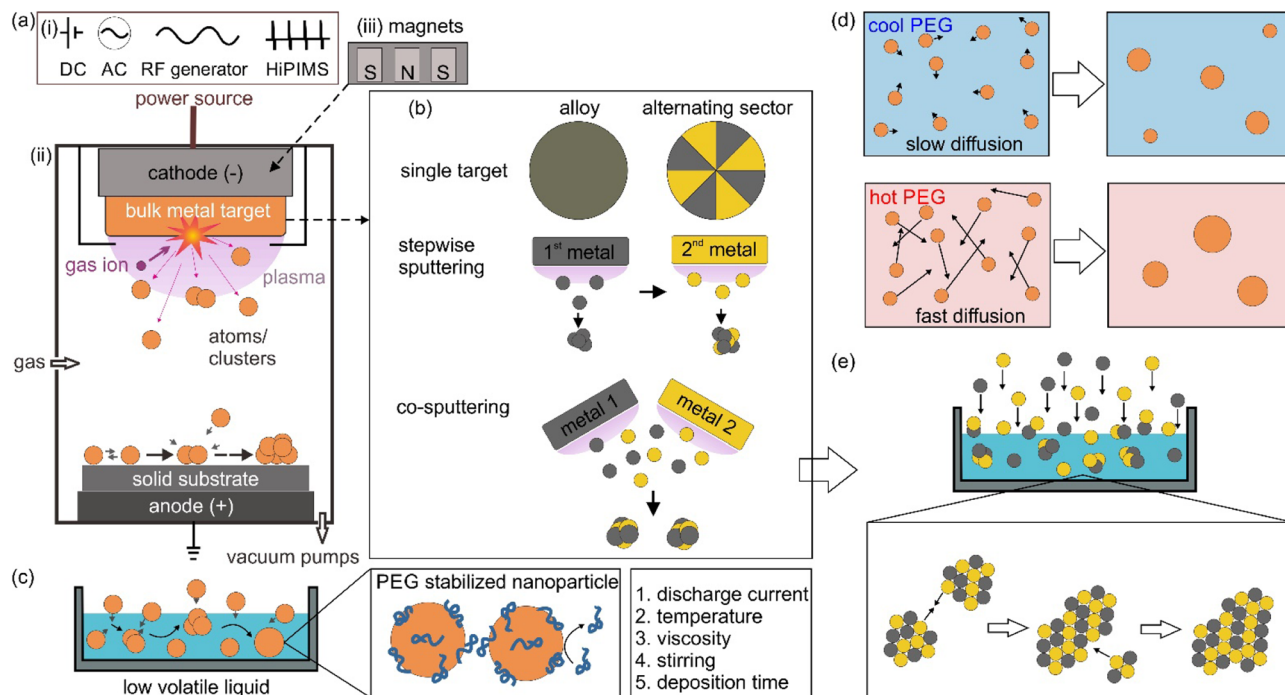 (a)
(i)
DC AC RF generator HiPIMS
power source
(iii) magnets
S N S
(ii)
cathode (-)
bulk metal target
gas ion
plasma
atoms/
clusters
gas
solid substrate
anode (+)
vacuum pumps
(b)
alloy
alternating sector
single target
stepwise
sputtering
1st metal
2nd metal
co-sputtering
metal 1
metal 2
(c)
low volatile liquid
PEG stabilized nanoparticle
1. discharge current
2. temperature
3. viscosity
4. stirring
5. deposition time
(d)
cool PEG
slow diffusion
hot PEG
fast diffusion
(e)